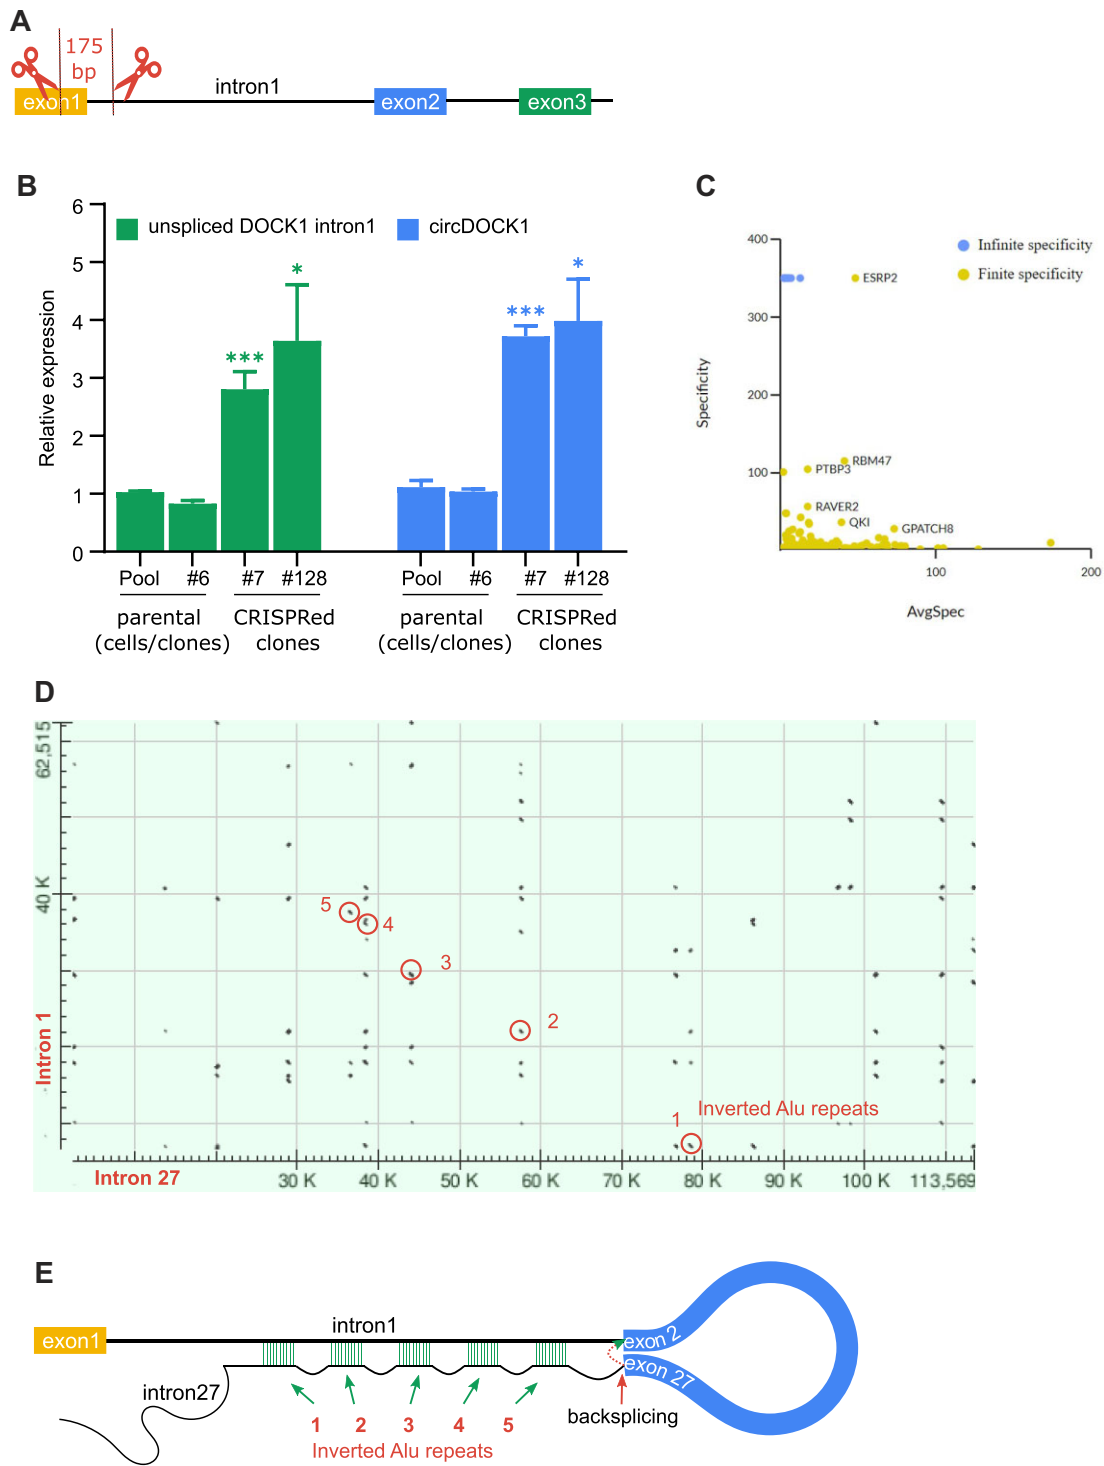 A
175
bp
exon1
intron1
exon2
exon3
B
6
5
4
3
2
1
0
Relative expression
unspliced DOCK1 intron1
circDOCK1
***
*
***
*
Pool
#6
#7
#128
Pool
#6
#7
#128
parental
(cells/clones)
CRISPRed
clones
parental
(cells/clones)
CRISPRed
clones
C
400
300
200
100
Specificity
Infinite specificity
Finite specificity
ESRP2
RBM47
PTBP3
RAVER2
QKI
GPATCH8
100
200
AvgSpec
D
62,515
40 K
Intron 1
5
4
3
2
1
Inverted Alu repeats
Intron 27
30 K
40 K
50 K
60 K
70 K
80 K
90 K
100 K
113,569
E
exon1
intron1
exon 2
exon 27
intron27
backsplicing
1
2
3
4
5
Inverted Alu repeats